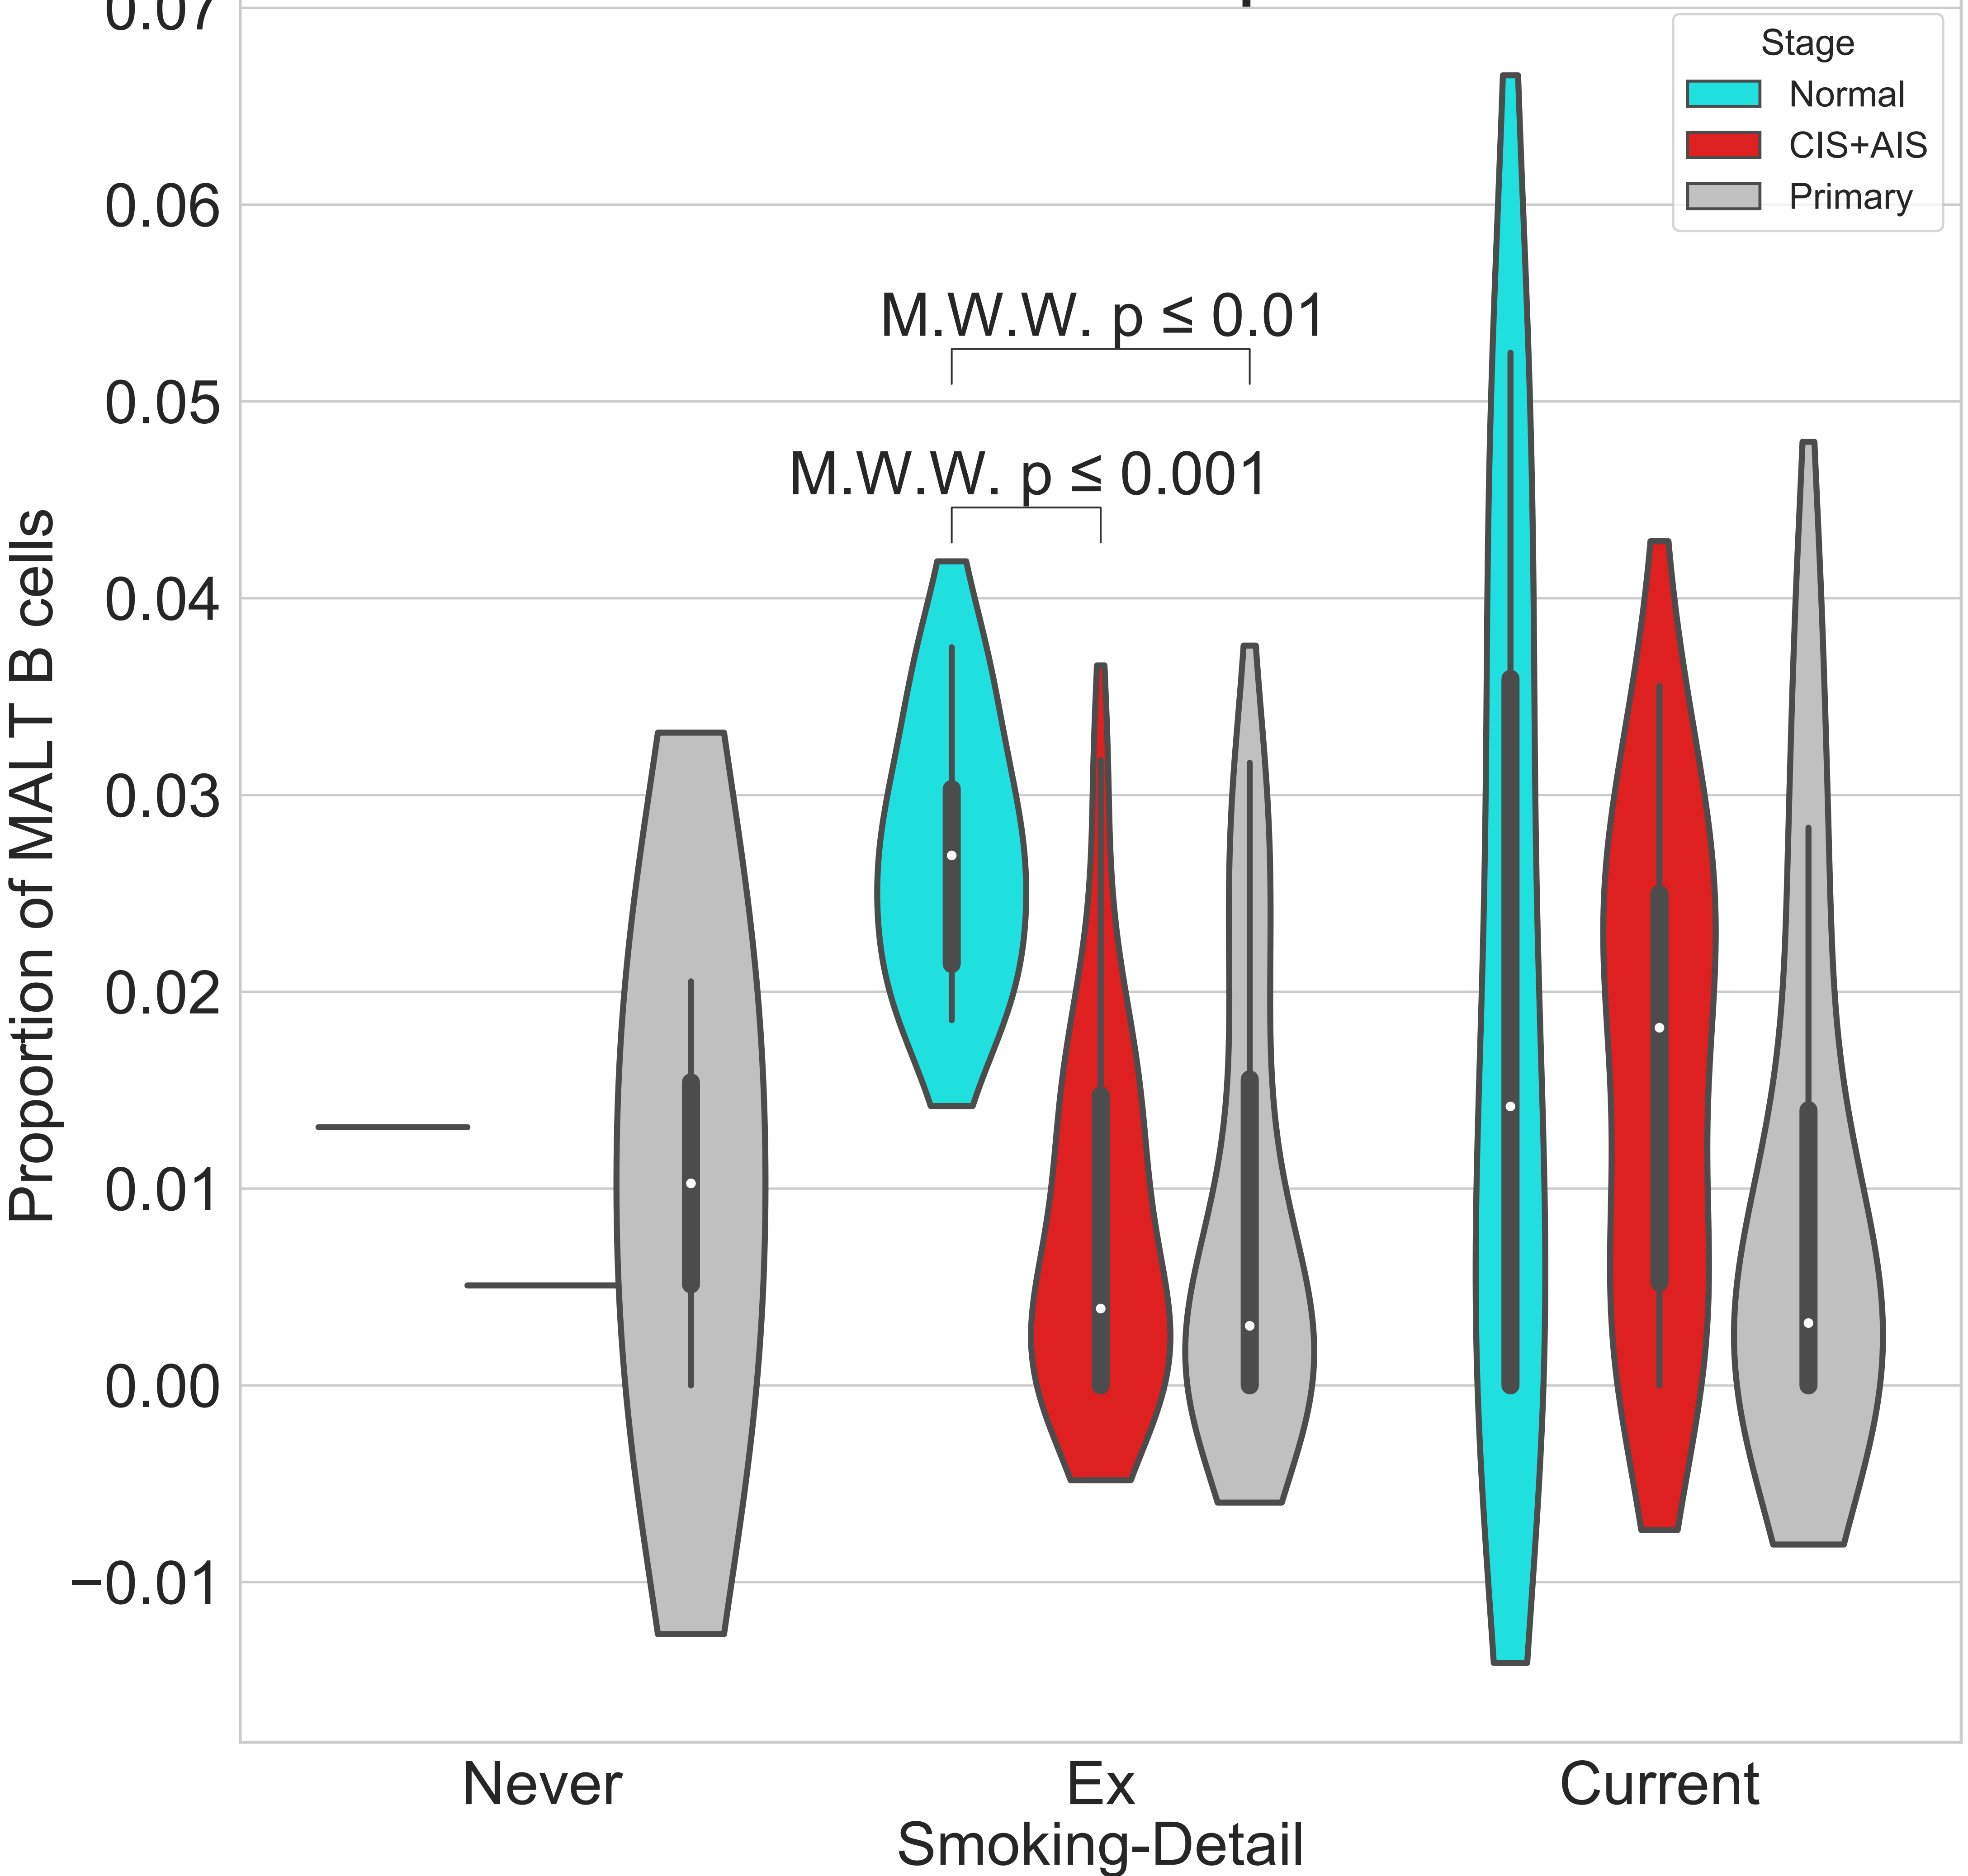 0.07
Stage
Normal
CIS+AIS
Primary
0.06
M.W.W. p ≤ 0.01
0.05
M.W.W. p ≤ 0.001
0.04
0.03
0.02
0.01
0.00
−0.01
Proportion of MALT B cells
Never
Ex
Current
Smoking-Detail